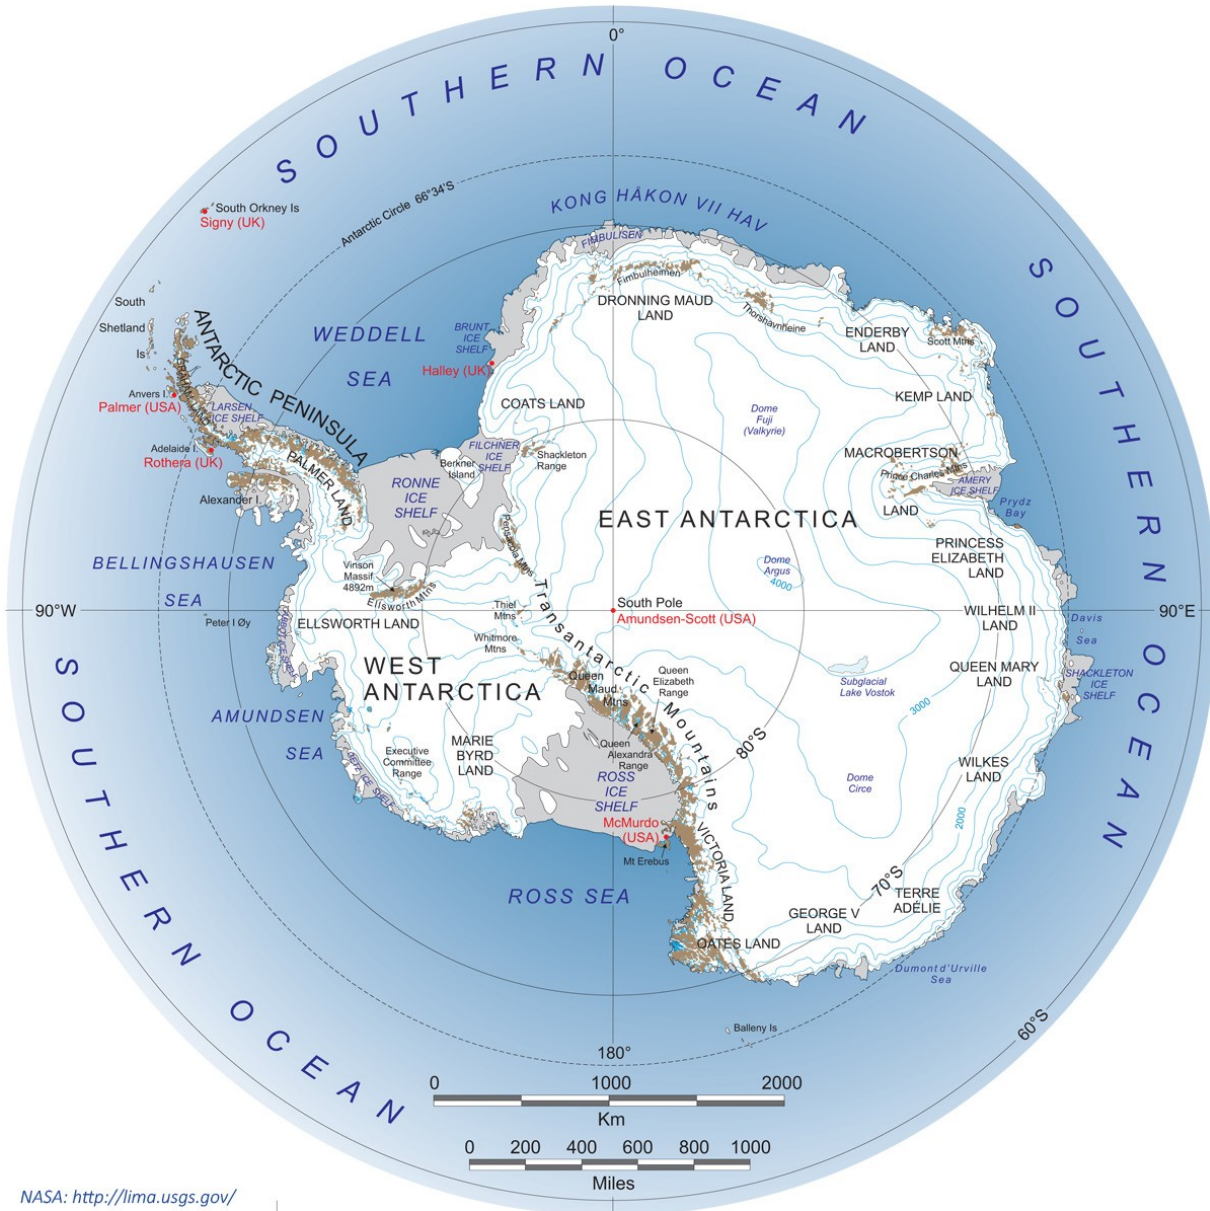 0°
SOUTHERN OCEAN
Antarctic Circle 66°34'S
South Orkney Is
Signy (UK)
KONG HÅKON VII HAV
FIMBULISEN
Fimbulheimen
DRONNING MAUD
LAND
Thorshavnheine
ENDERBY
LAND
Scott Mtns
SOUTHERN OCEAN
South
Shetland
Is
ANTARCTIC PENINSULA
WEDDELL
SEA
BRUNT
ICE
SHELF
Halley (UK)
KEMP LAND
Anvers I.
Palmer (USA)
LARSEN
ICE SHELF
COATS LAND
Dome
Fuji
(Valkyrie)
Adelaide I.
Rothera (UK)
PALMER LAND
FILCHNER
ICE
SHELF
Shackleton
Range
Berkner
Island
MACROBERTSON
Prince Charles Mtns
LAND
AMERY
ICE SHELF
Prydz
Bay
Alexander I.
RONNE
ICE
SHELF
EAST ANTARCTICA
Pensacola Mtns
PRINCESS
ELIZABETH
LAND
BELLINGSHAUSEN
SEA
Vinson
Massif
4892m
Ellsworth Mtns
Dome
Argus
4000
90°W
Peter I Øy
ELLSWORTH LAND
Thiel
Mtns
South Pole
Amundsen-Scott (USA)
WILHELM II
LAND
Davis
Sea
90°E
Whitmore
Mtns
Transantarctic Mountains
WEST
ANTARCTICA
Queen
Maud
Mtns
Queen
Elizabeth
Range
Subglacial
Lake Vostok
QUEEN MARY
LAND
SHACKLETON
ICE
SHELF
3000
AMUNDSEN
SEA
Executive
Committee
Range
MARIE
BYRD
LAND
Queen
Alexandra
Range
80°S
GETZ ICE SHELF
ROSS
ICE
SHELF
Dome
Circe
WILKES
LAND
2000
McMurdo
(USA)
Mt Erebus
VICTORIA LAND
ROSS SEA
70°S
TERRE
ADÉLIE
GEORGE V
LAND
OATES LAND
Dumont d'Urville
Sea
SOUTHERN OCEAN
Balleny Is
60°S
180°
0 1000 2000
Km
0 200 400 600 800 1000
Miles
NASA: http://lima.usgs.gov/